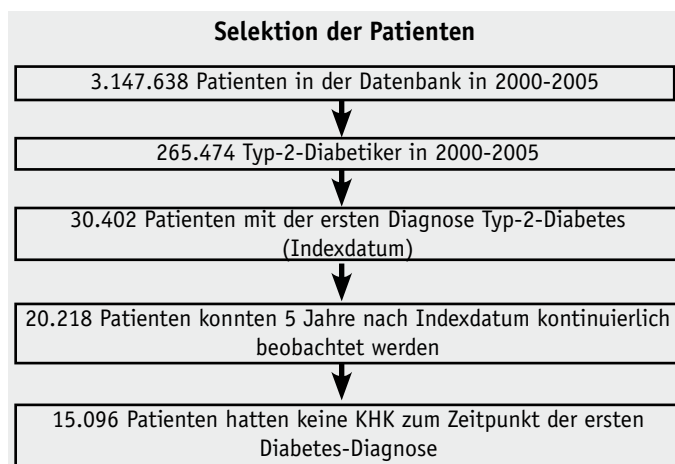 Selektion der Patienten
3.147.638 Patienten in der Datenbank in 2000-2005
265.474 Typ-2-Diabetiker in 2000-2005
30.402 Patienten mit der ersten Diagnose Typ-2-Diabetes
(Indexdatum)
20.218 Patienten konnten 5 Jahre nach Indexdatum kontinuierlich
beobachtet werden
15.096 Patienten hatten keine KHK zum Zeitpunkt der ersten
Diabetes-Diagnose